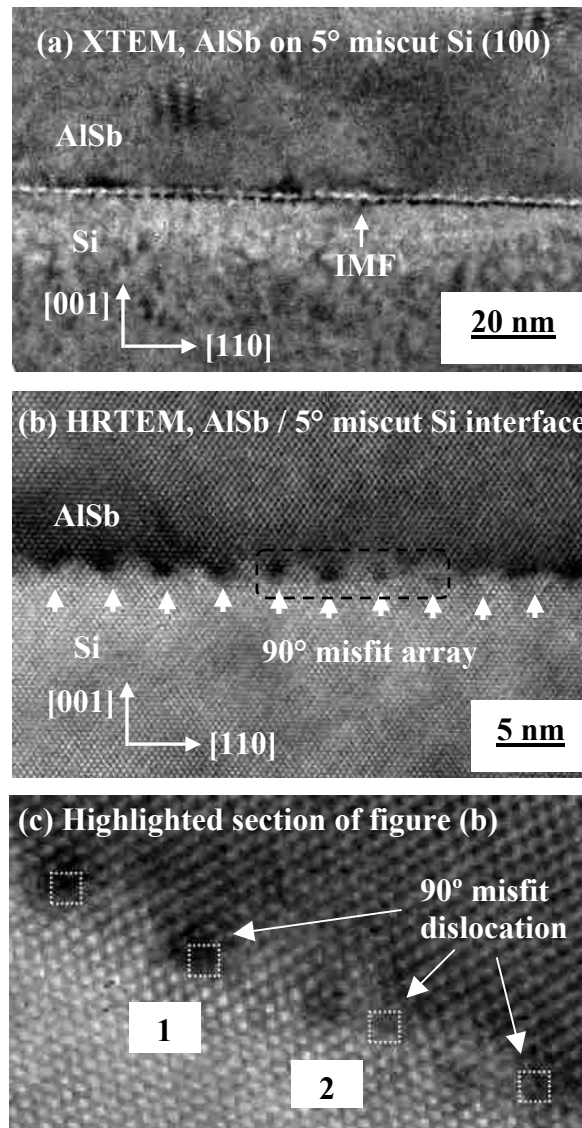 (a) XTEM, AlSb on 5° miscut Si (100)
AlSb
Si
IMF
[001]
[110]
20 nm
(b) HRTEM, AlSb / 5° miscut Si interface
AlSb
Si
90° misfit array
[001]
[110]
5 nm
(c) Highlighted section of figure (b)
90º misfit
dislocation
1
2